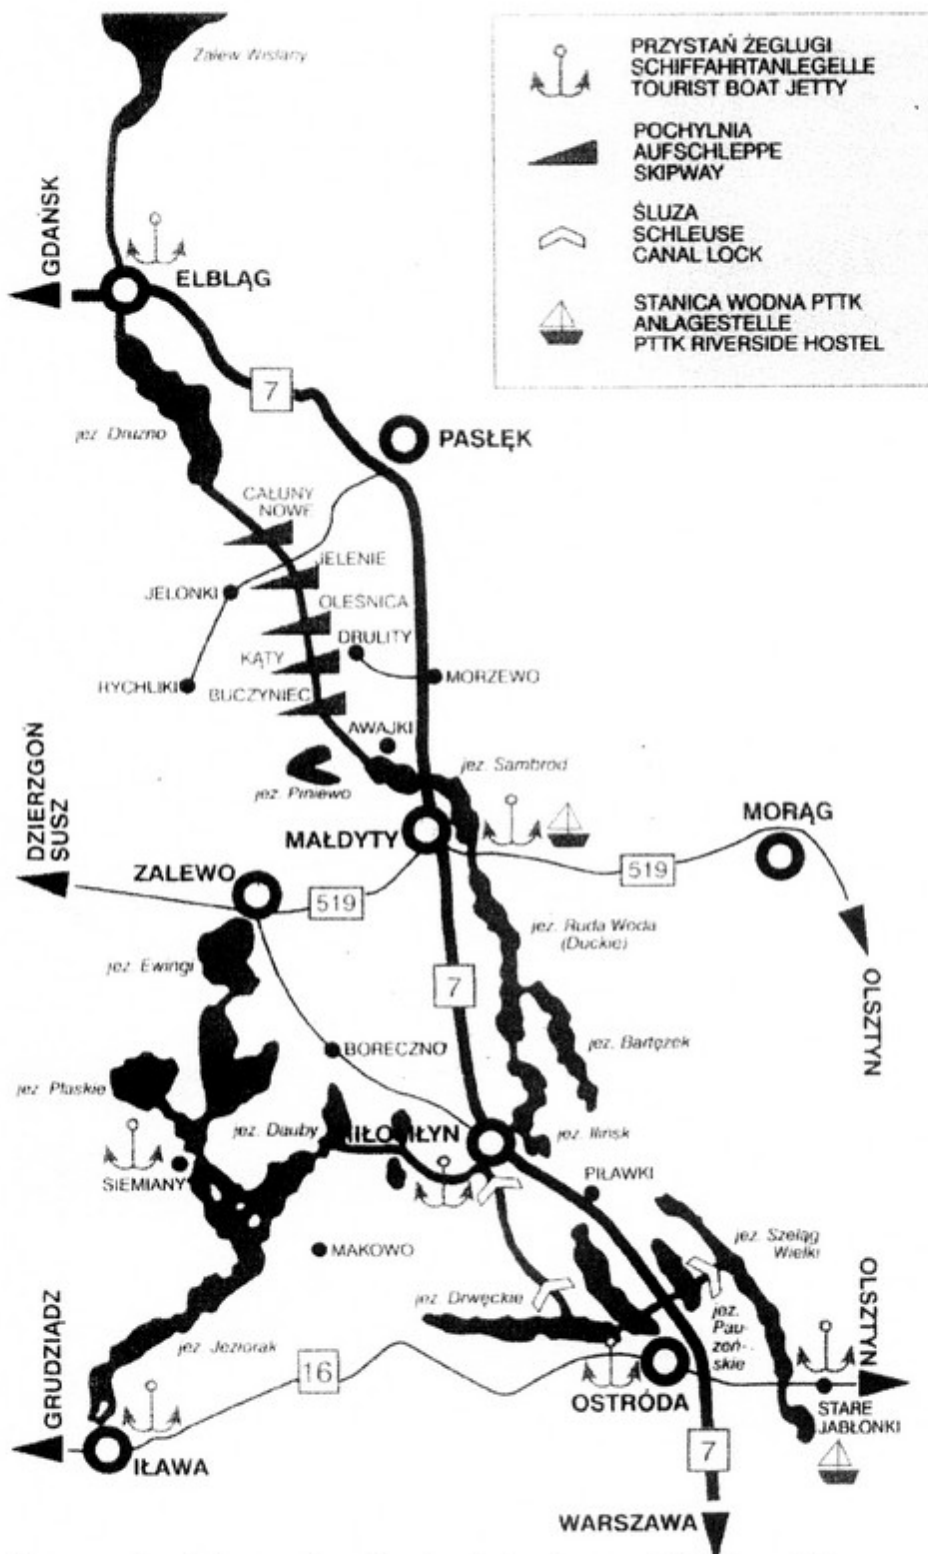 Zalew Wiślany
PRZYSTAŃ ŻEGLUGI
SCHIFFAHRTANLEGELLE
TOURIST BOAT JETTY
POCHYLNIA
AUFSCHLEPPE
SKIPWAY
ŚLUZA
SCHLEUSE
CANAL LOCK
STANICA WODNA PTTK
ANLAGESTELLE
PTTK RIVERSIDE HOSTEL
GDAŃSK
ELBLĄG
7
jez. Druzno
PASŁĘK
CAŁUNY
NOWE
JELENIE
JELONKI
OLEŚNICA
DRULITY
KĄTY
RYCHLIKI
BUCZYNIEC
MORZEWO
AWAJKI
jez. Sambród
jez. Piniewo
DZIERZGOŃ
SUSZ
MAŁDYTY
MORĄG
ZALEWO
519
519
jez. Ruda Woda
(Duckie)
jez. Ewingi
7
OLSZTYN
BORECZNO
jez. Bartężek
jez. Płaskie
jez. Dauby
MIŁOMŁYN
jez. Ilińsk
SIEMIANY
PIŁAWKI
MAKOWO
jez. Szeląg
Wielki
jez. Drwęckie
jez.
Pau-
zeń-
skie
OLSZTYN
GRUDZIĄDZ
jez. Jeziorak
16
OSTRÓDA
STARE
JABŁONKI
IŁAWA
7
WARSZAWA